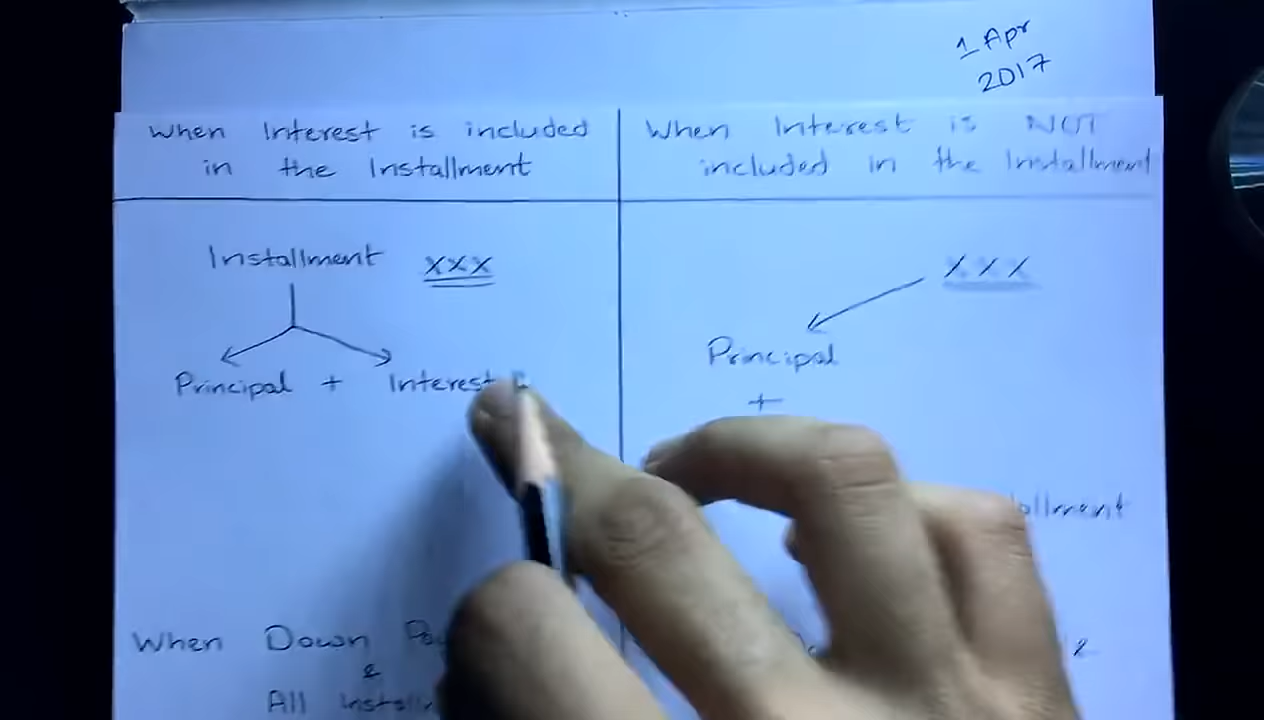 1 Apr
2017
When Interest is included
in the Installment
When Interest is NOT
included in the Installment
Installment XXX
Principal + Interest
XXX
Principal
+
When Down
&
All
&